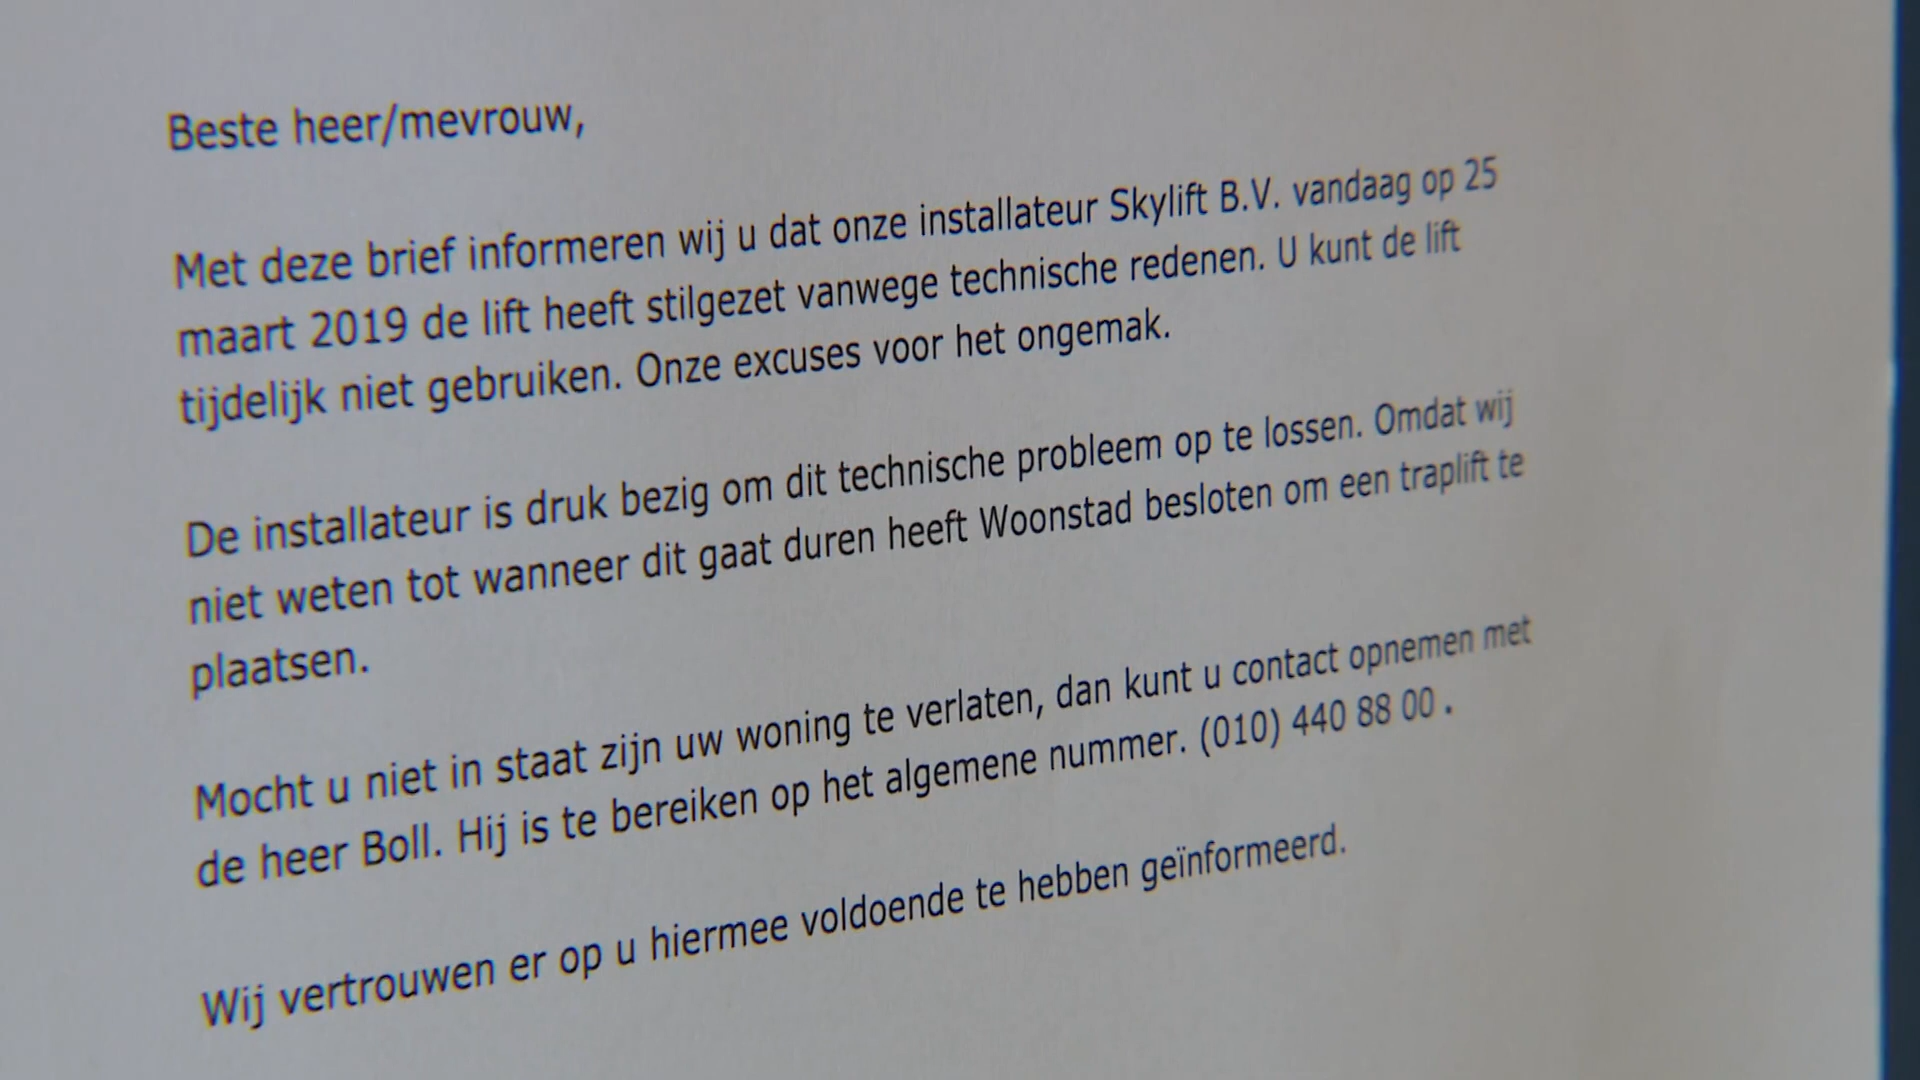 Beste heer/mevrouw,
Met deze brief informeren wij u dat onze installateur Skylift B.V. vandaag op 25
maart 2019 de lift heeft stilgezet vanwege technische redenen. U kunt de lift
tijdelijk niet gebruiken. Onze excuses voor het ongemak.
De installateur is druk bezig om dit technische probleem op te lossen. Omdat wij
niet weten tot wanneer dit gaat duren heeft Woonstad besloten om een traplift te
plaatsen.
Mocht u niet in staat zijn uw woning te verlaten, dan kunt u contact opnemen met
de heer Boll. Hij is te bereiken op het algemene nummer. (010) 440 88 00 .
Wij vertrouwen er op u hiermee voldoende te hebben geïnformeerd.